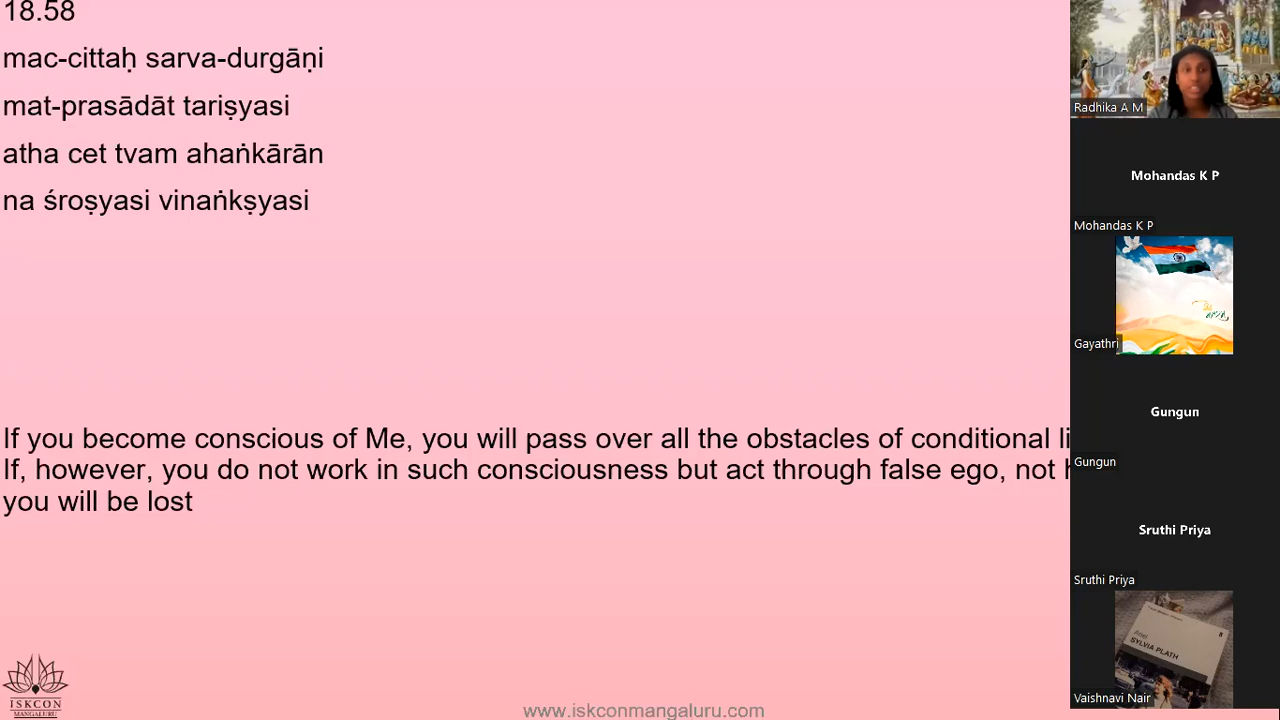 18.58
mac-cittaḥ sarva-durgāṇi
mat-prasādāt tariṣyasi
atha cet tvam ahaṅkārān
na śroṣyasi vinaṅkṣyasi
If you become conscious of Me, you will pass over all the obstacles of conditional li
If, however, you do not work in such consciousness but act through false ego, not h
you will be lost
ISKCON
MANGALURU
www.iskconmangaluru.com
Radhika A M
Mohandas K P
Mohandas K P
Gayathri
Gungun
Gungun
Sruthi Priya
Sruthi Priya
Ariel
SYLVIA PLATH
Vaishnavi Nair